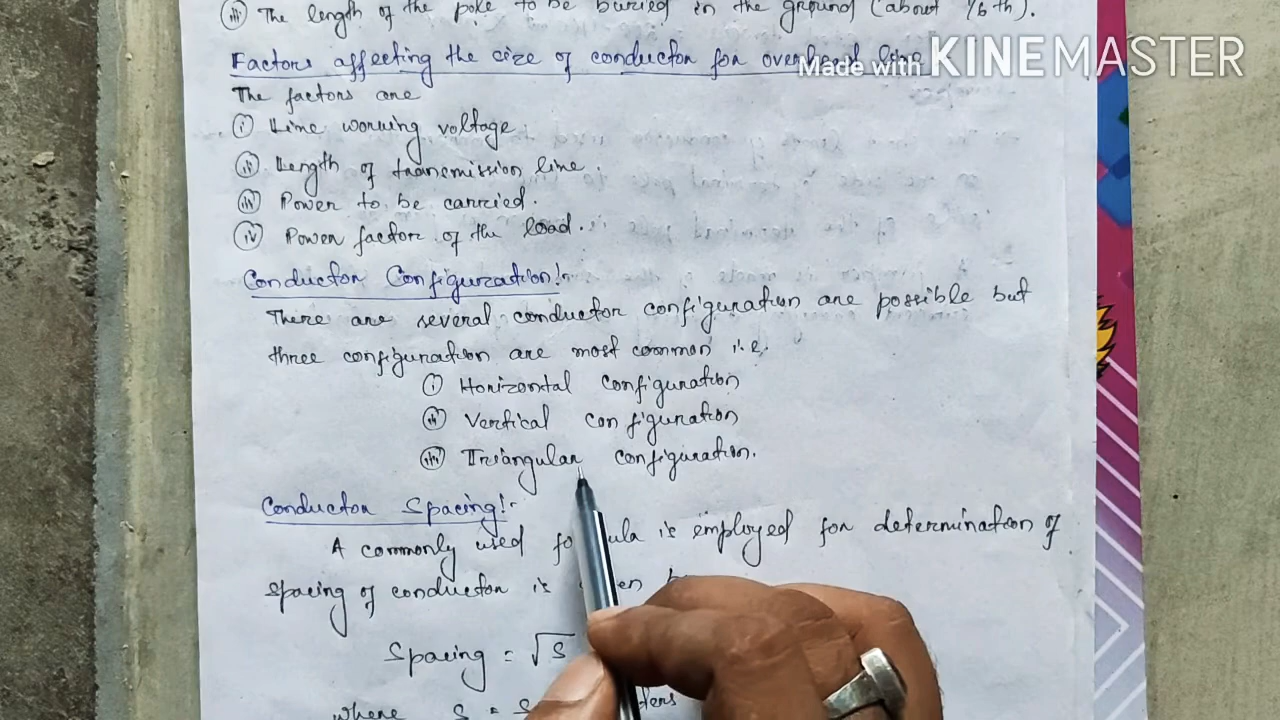 (iii) The length of the pole to be buried in the ground (about 1/6 th).
Factors affecting the size of conductor for overhead line
Made with KINEMASTER
The factors are
(i) Line working voltage.
(ii) Length of transmission line.
(iii) Power to be carried.
(iv) Power factor of the load.
Conductor Configuration:-
There are several conductor configuration are possible but
three configuration are most common i.e.
(i) Horizontal configuration
(ii) Vertical configuration
(iii) Triangular configuration.
Conductor Spacing:-
A commonly used formula is employed for determination of
spacing of conductor is
Spacing = √S
where S =